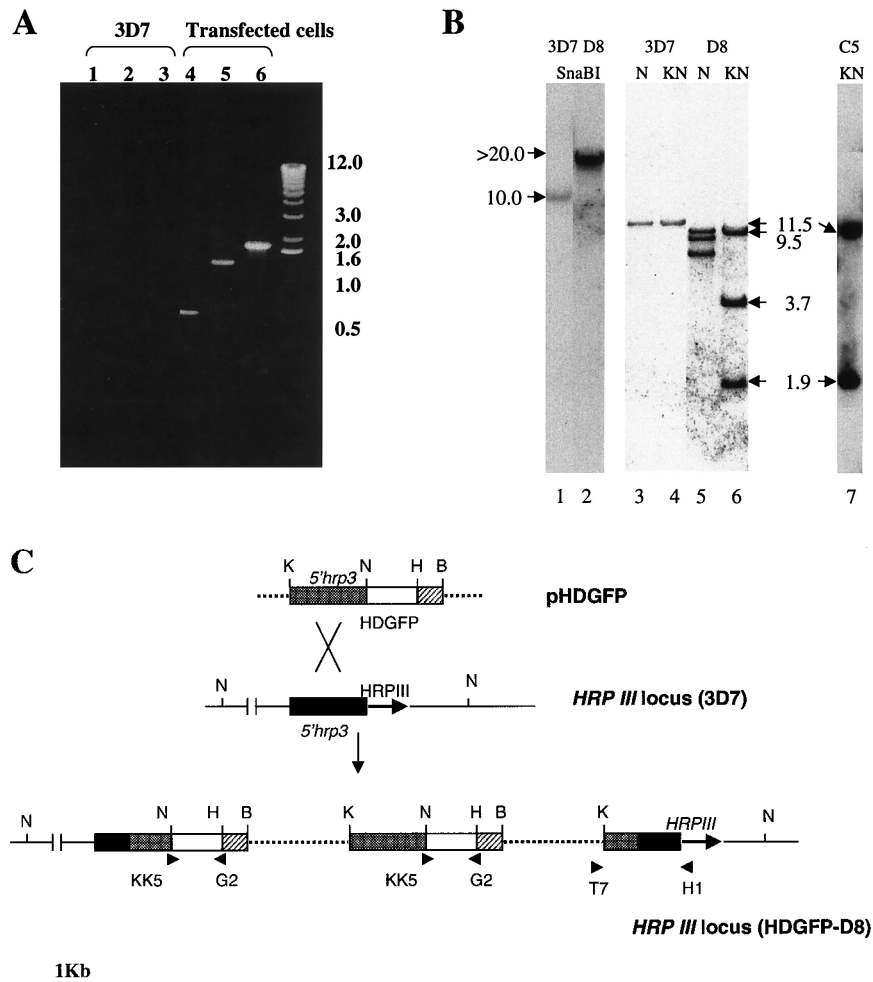 A
3D7 Transfected cells
1 2 3 4 5 6
12.0
3.0
2.0
1.6
1.0
0.5
B
3D7 D8 3D7 D8 C5
SnaBI N KN N KN KN
>20.0
10.0
11.5
9.5
3.7
1.9
1 2 3 4 5 6 7
C
K 5'hrp3 N H B
pHDGFP
HDGFP
N HRPIII N
HRP III locus (3D7)
5'hrp3
N N H B K N H B K HRPIII N
KK5 G2 KK5 G2 T7 H1
HRP III locus (HDGFP-D8)
1Kb